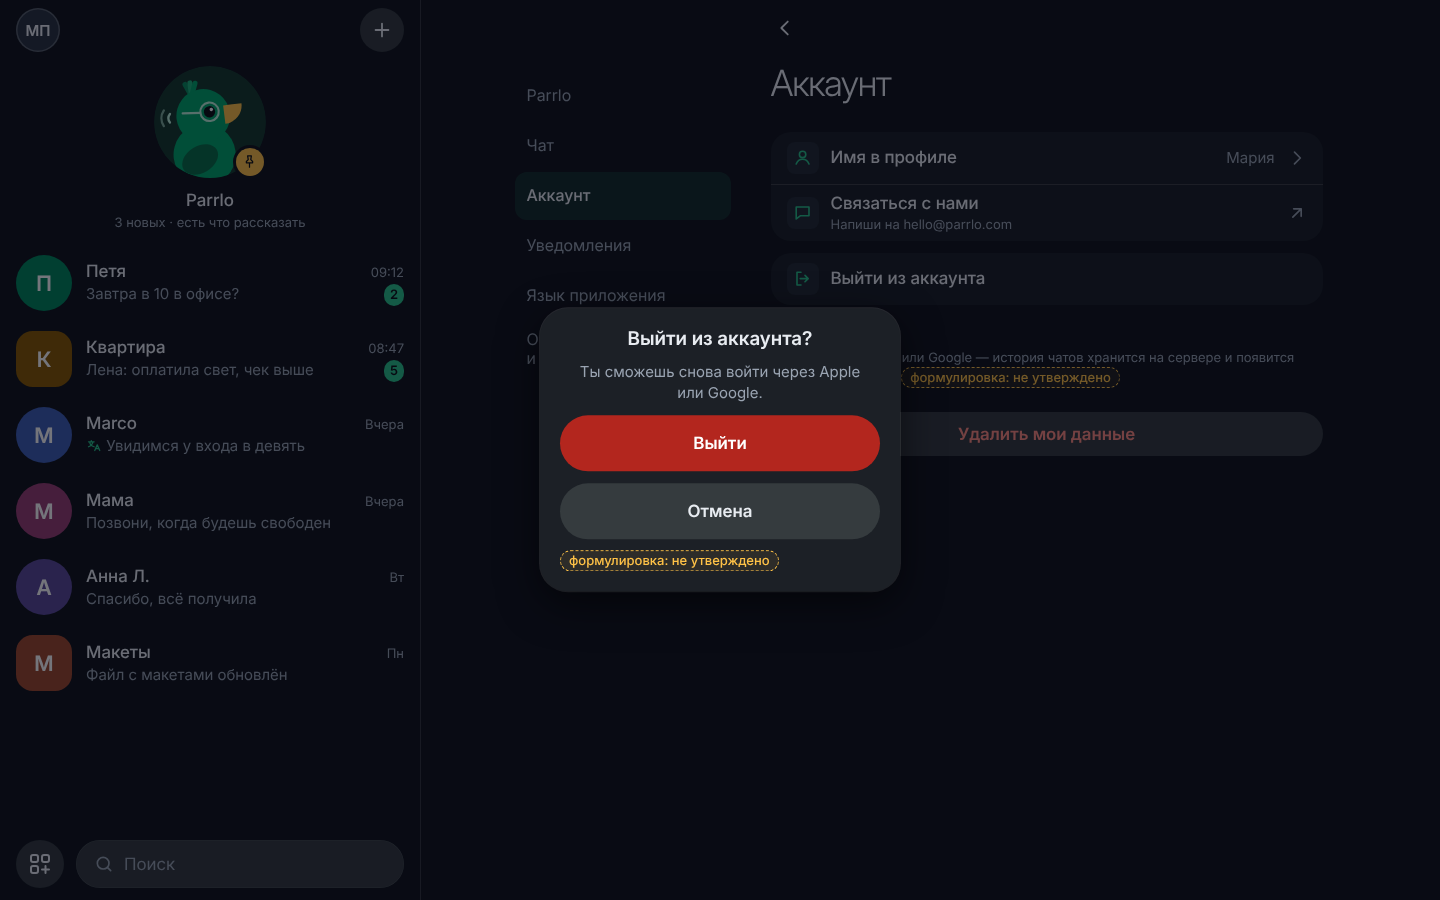 МП
Parrlo
3 новых · есть что рассказать
П
Петя
09:12
Завтра в 10 в офисе?
2
К
Квартира
08:47
Лена: оплатила свет, чек выше
5
M
Marco
Вчера
Увидимся у входа в девять
М
Мама
Вчера
Позвони, когда будешь свободен
А
Анна Л.
Вт
Спасибо, всё получила
М
Макеты
Пн
Файл с макетами обновлён
Поиск
Parrlo
Чат
Аккаунт
Уведомления
Язык приложения
О
и
Аккаунт
Имя в профиле
Мария
Связаться с нами
Напиши на hello@parrlo.com
Выйти из аккаунта
или Google — история чатов хранится на сервере и появится
формулировка: не утверждено
Удалить мои данные
Выйти из аккаунта?
Ты сможешь снова войти через Apple
или Google.
Выйти
Отмена
формулировка: не утверждено